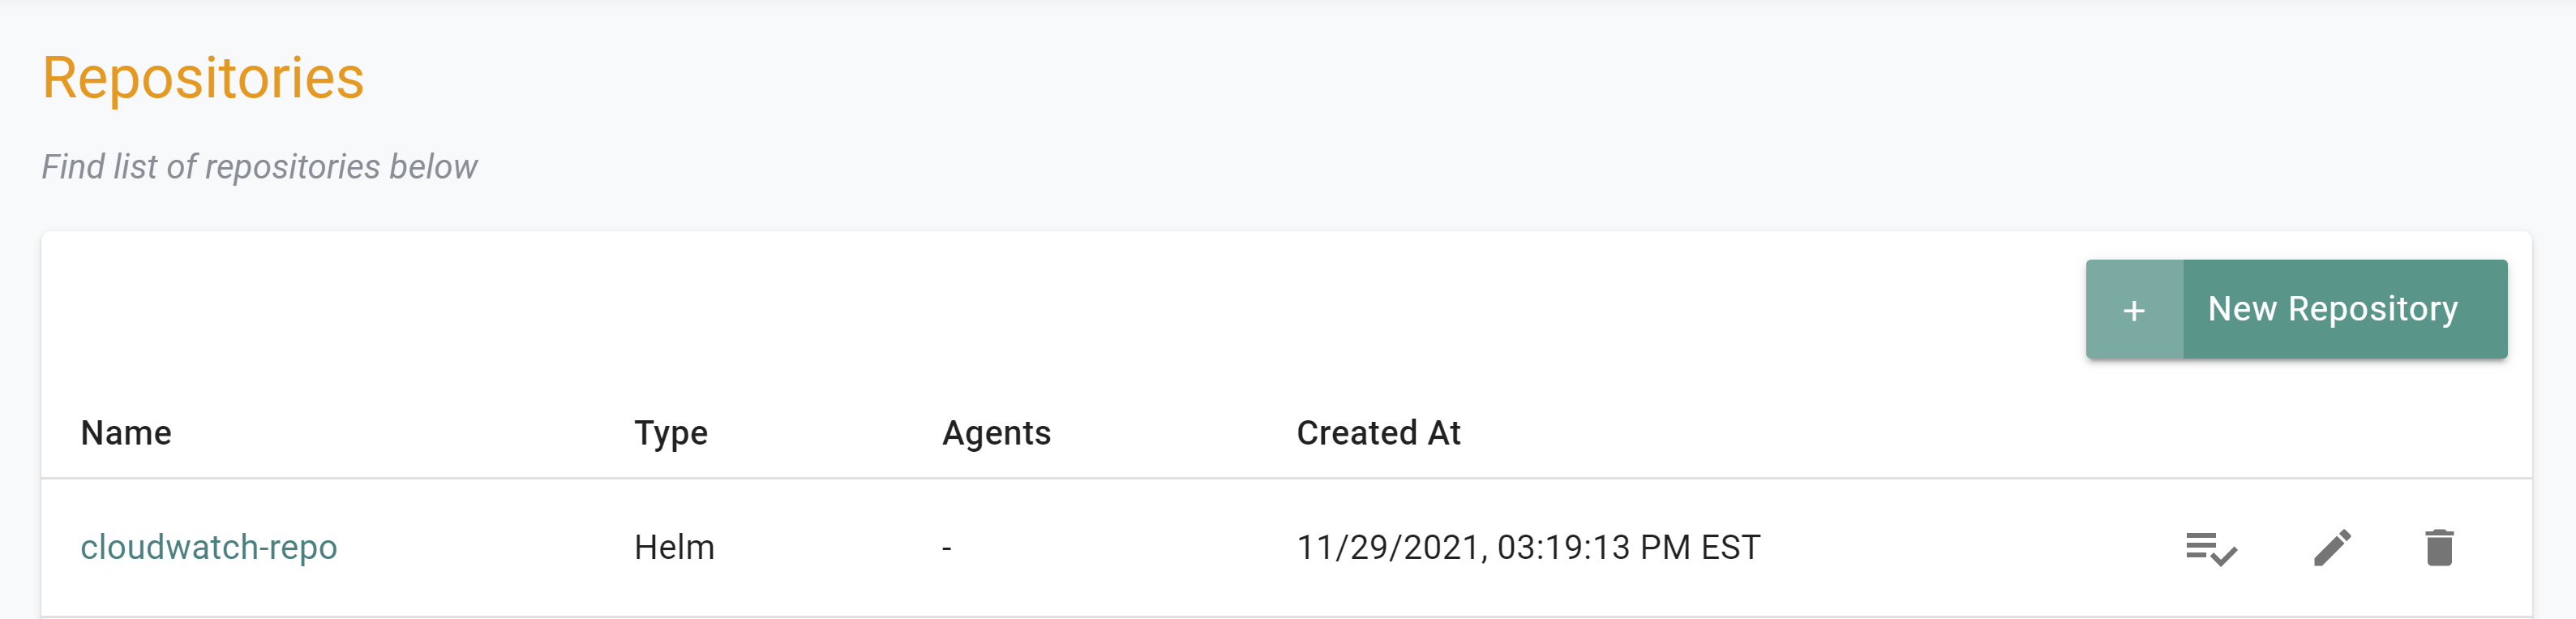 Repositories
Find list of repositories below
+ New Repository
Name Type Agents Created At
cloudwatch-repo Helm - 11/29/2021, 03:19:13 PM EST